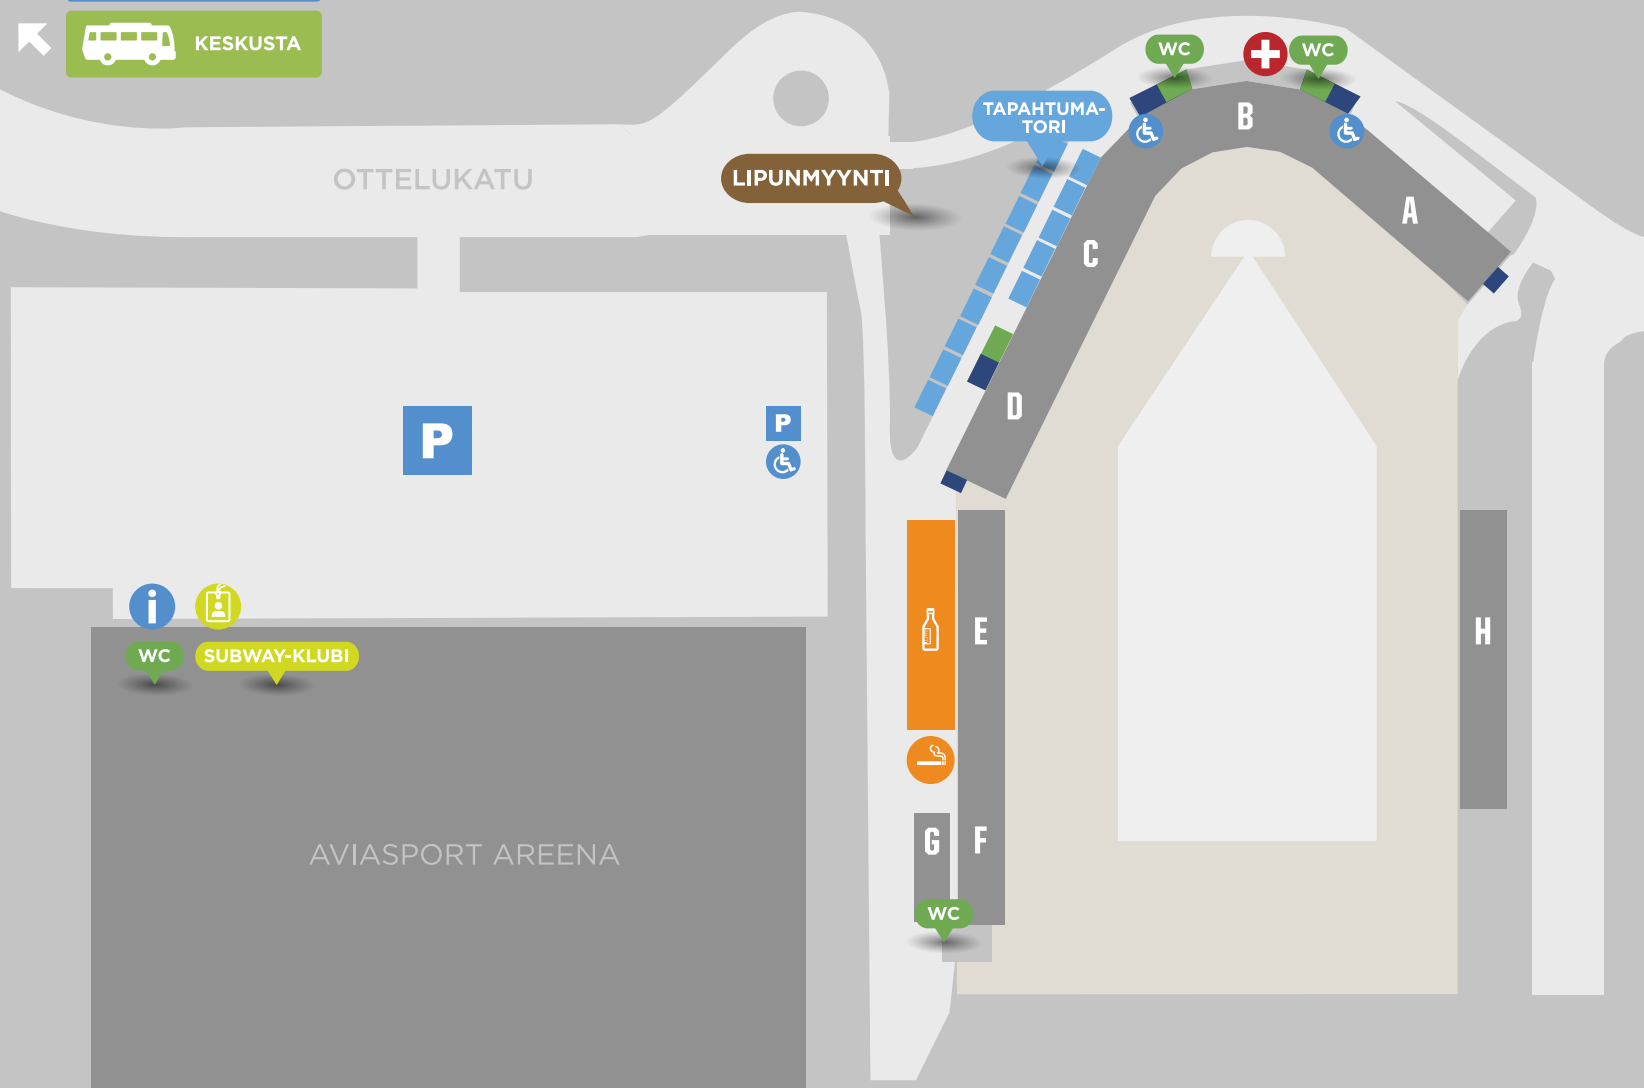 KESKUSTA
WC
WC
TAPAHTUMA-
TORI
B
LIPUNMYYNTI
OTTELUKATU
A
C
D
P
P
i
WC
SUBWAY-KLUBI
E
H
AVIASPORT AREENA
G
F
WC